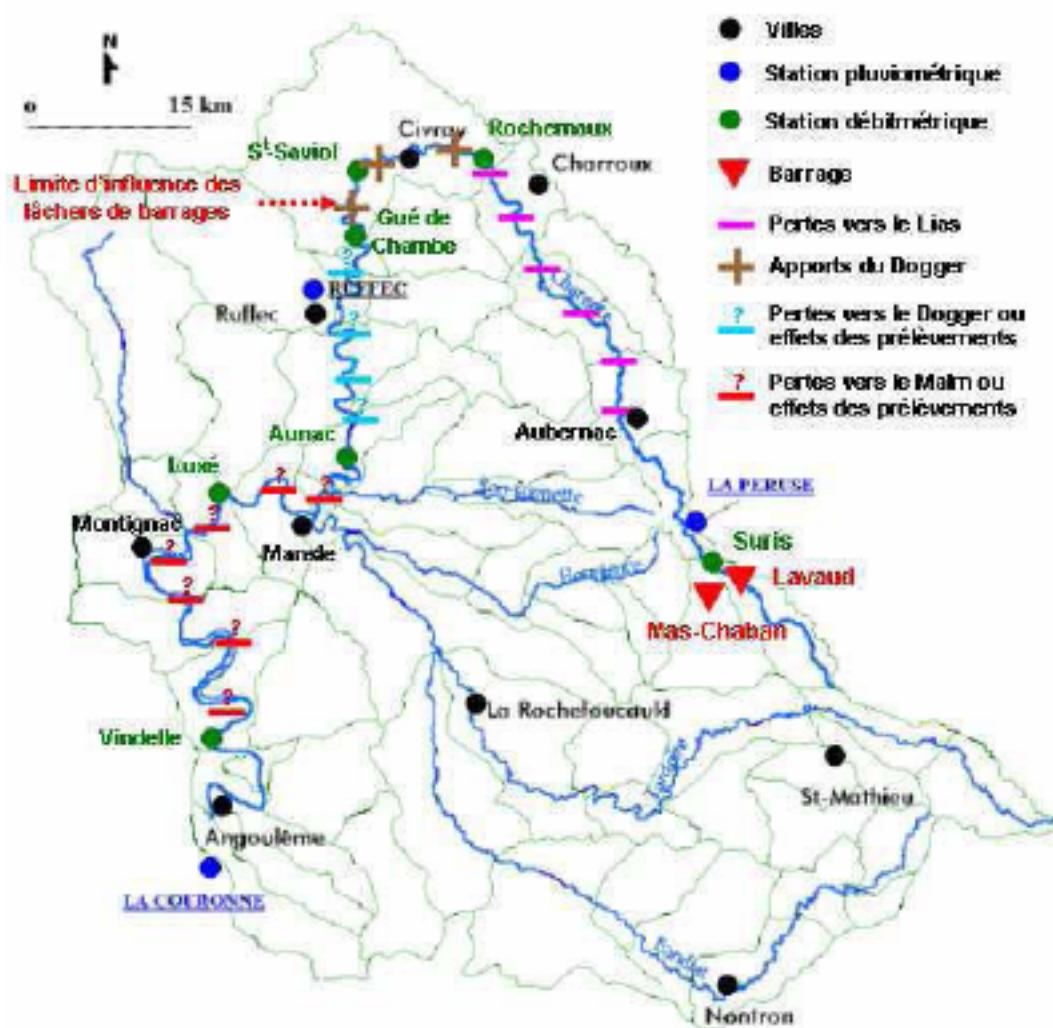 N
0 15 km
Villes
Station pluviométrique
Station débitmétrique
Barrage
Pertes vers le Lias
Apports du Dogger
?
Pertes vers le Dogger ou
effets des prélèvements
?
Pertes vers le Malm ou
effets des prélèvements
Civray
Rochemaux
St-Saviol
Charroux
Limite d'influence des
lâchers de barrages
Gué de
Chambe
Charente
?
RUFFEC
Ruffec
?
?
?
Aunac
Aubernac
Luxé
?
?
LA PERUSE
Montignac
?
Mansle
Suris
?
Lavaud
?
Mas-Chaban
?
La Rochefoucauld
?
Vindelle
Tardoire
St-Mathieu
Angoulême
LA COURONNE
Bandiat
Nontron